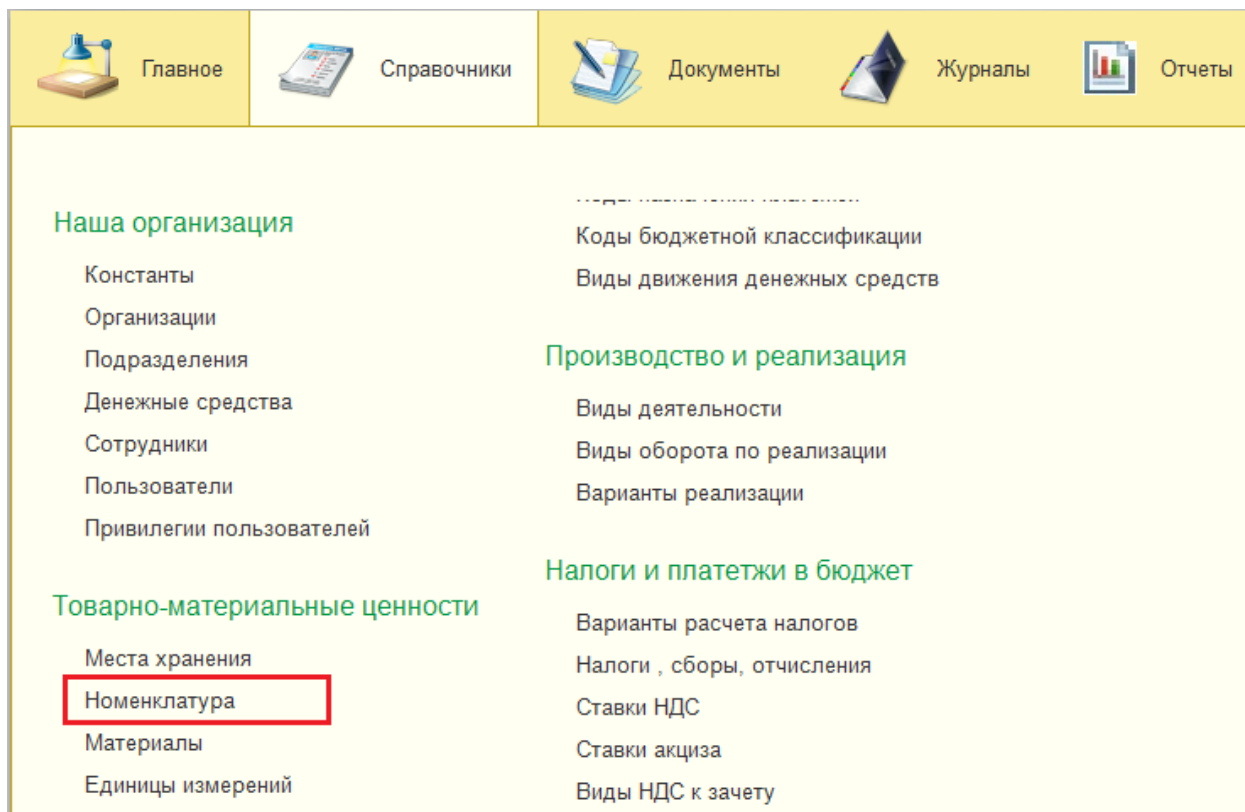 Главное
Справочники
Документы
Журналы
Отчеты
Наша организация
Константы
Организации
Подразделения
Денежные средства
Сотрудники
Пользователи
Привилегии пользователей
Товарно-материальные ценности
Места хранения
Номенклатура
Материалы
Единицы измерений
Коды бюджетной классификации
Виды движения денежных средств
Производство и реализация
Виды деятельности
Виды оборота по реализации
Варианты реализации
Налоги и платетжи в бюджет
Варианты расчета налогов
Налоги , сборы, отчисления
Ставки НДС
Ставки акциза
Виды НДС к зачету